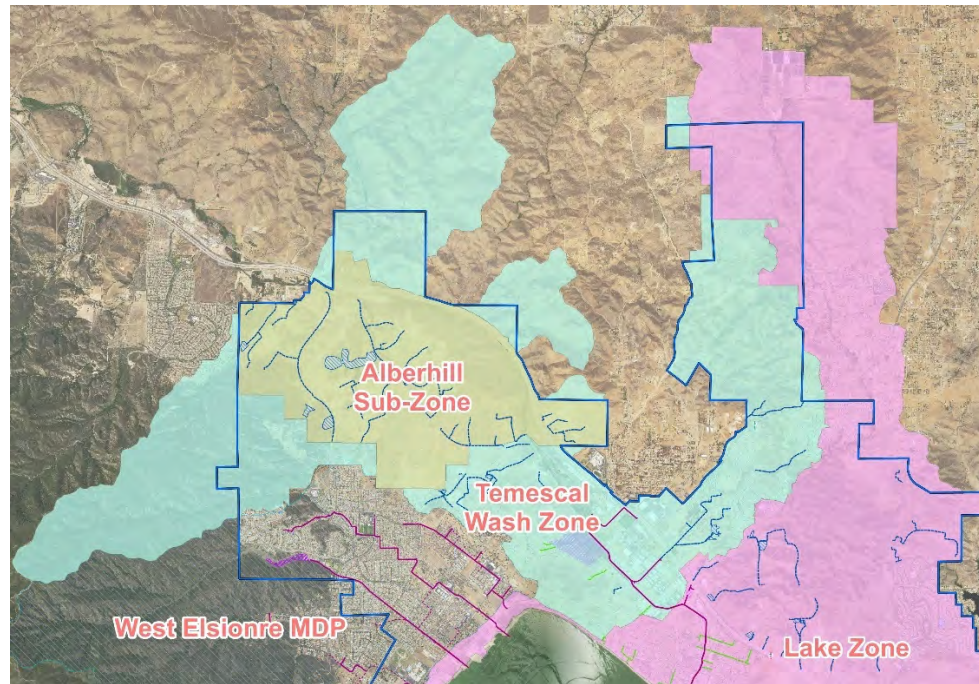 Alberhill
Sub-Zone
Temescal
Wash Zone
West Elsionre MDP
Lake Zone